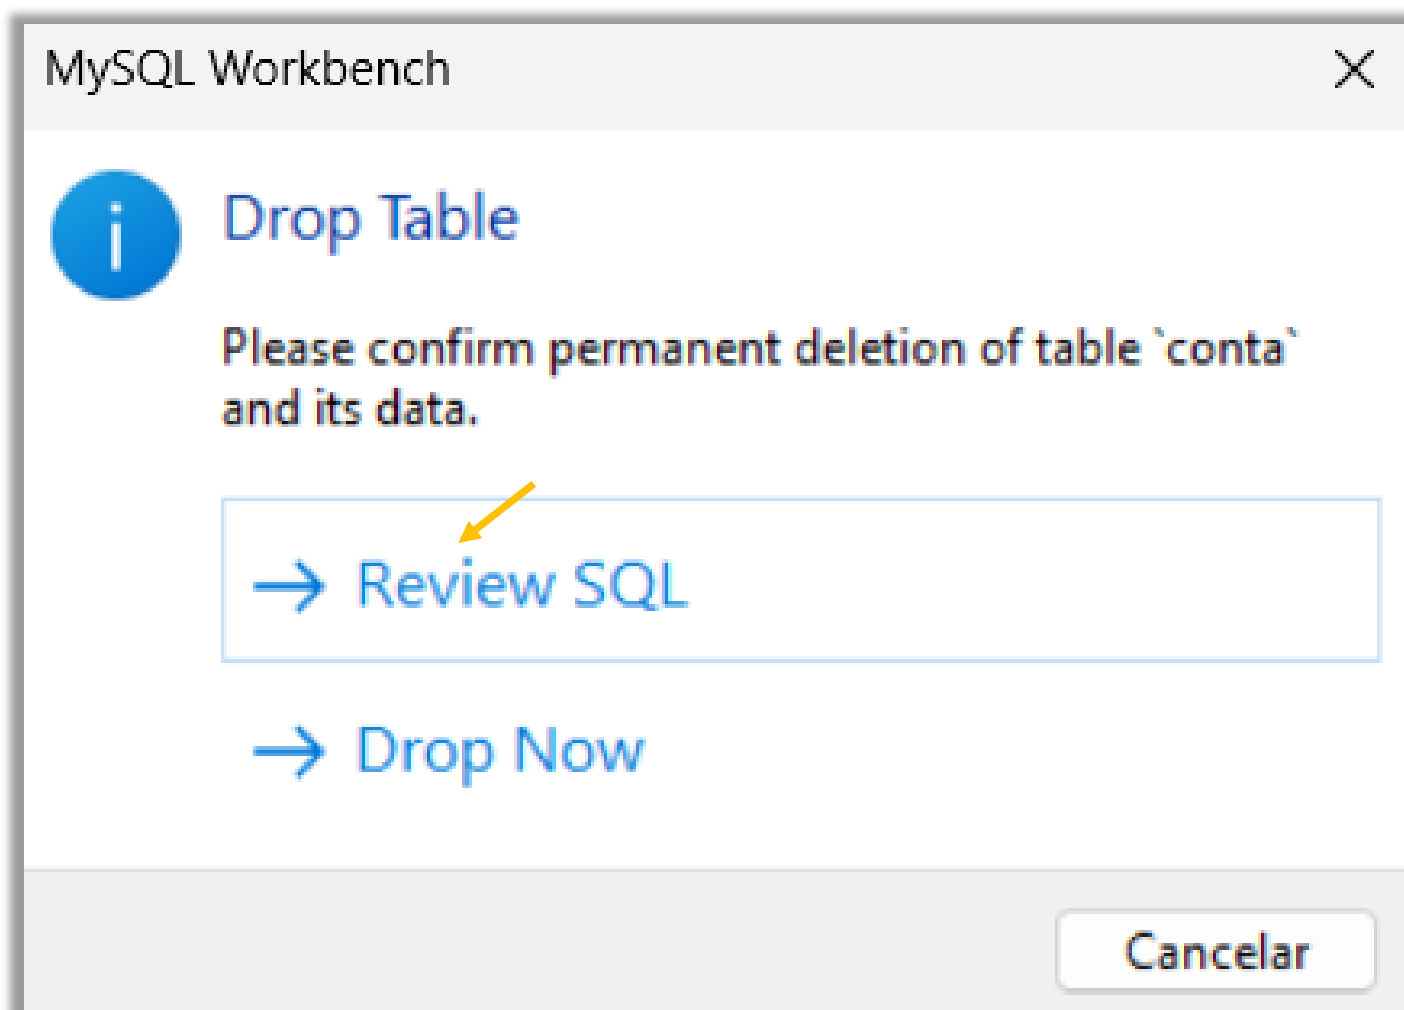 MySQL Workbench
Drop Table
Please confirm permanent deletion of table `conta`
and its data.
Review SQL
Drop Now
Cancelar